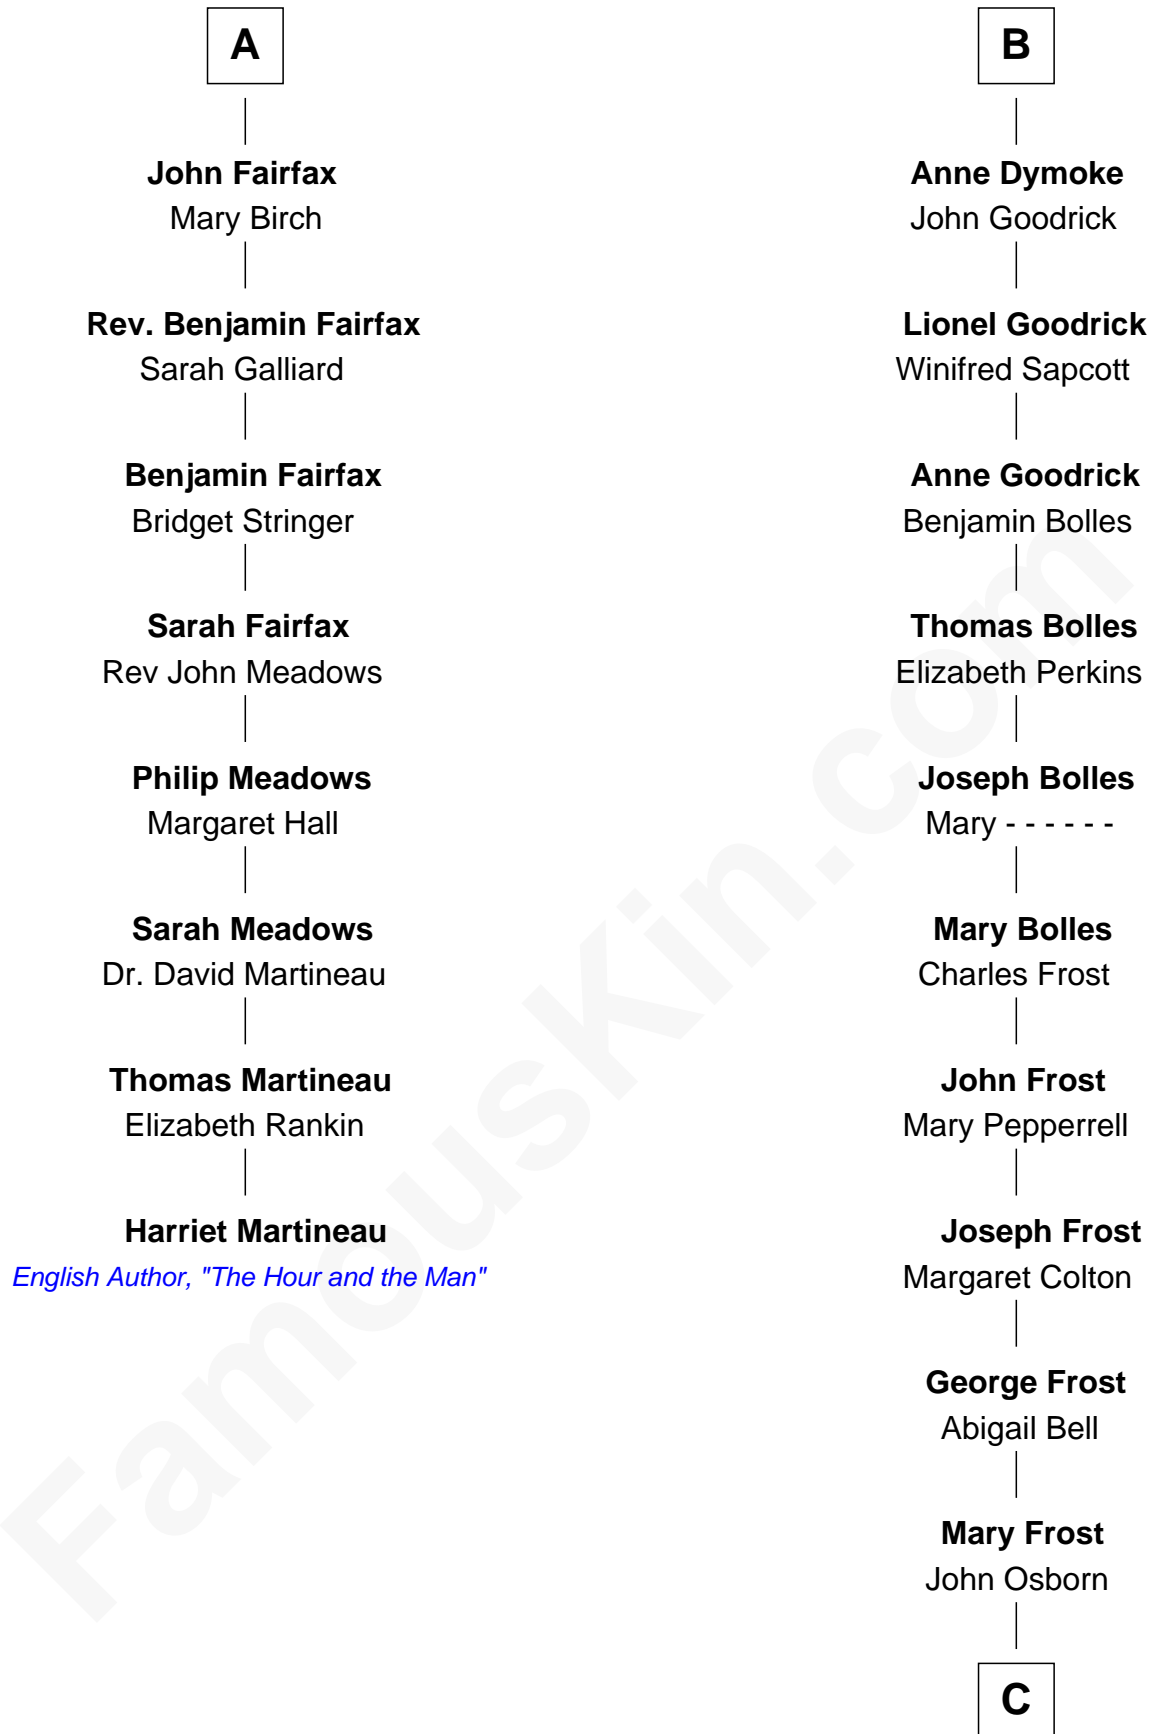 A
John Fairfax
Mary Birch
Rev. Benjamin Fairfax
Sarah Galliard
Benjamin Fairfax
Bridget Stringer
Sarah Fairfax
Rev John Meadows
Philip Meadows
Margaret Hall
Sarah Meadows
Dr. David Martineau
Thomas Martineau
Elizabeth Rankin
Harriet Martineau
English Author, "The Hour and the Man"
B
Anne Dymoke
John Goodrick
Lionel Goodrick
Winifred Sapcott
Anne Goodrick
Benjamin Bolles
Thomas Bolles
Elizabeth Perkins
Joseph Bolles
Mary - - - - - -
Mary Bolles
Charles Frost
John Frost
Mary Pepperrell
Joseph Frost
Margaret Colton
George Frost
Abigail Bell
Mary Frost
John Osborn
C
FamousKin.com